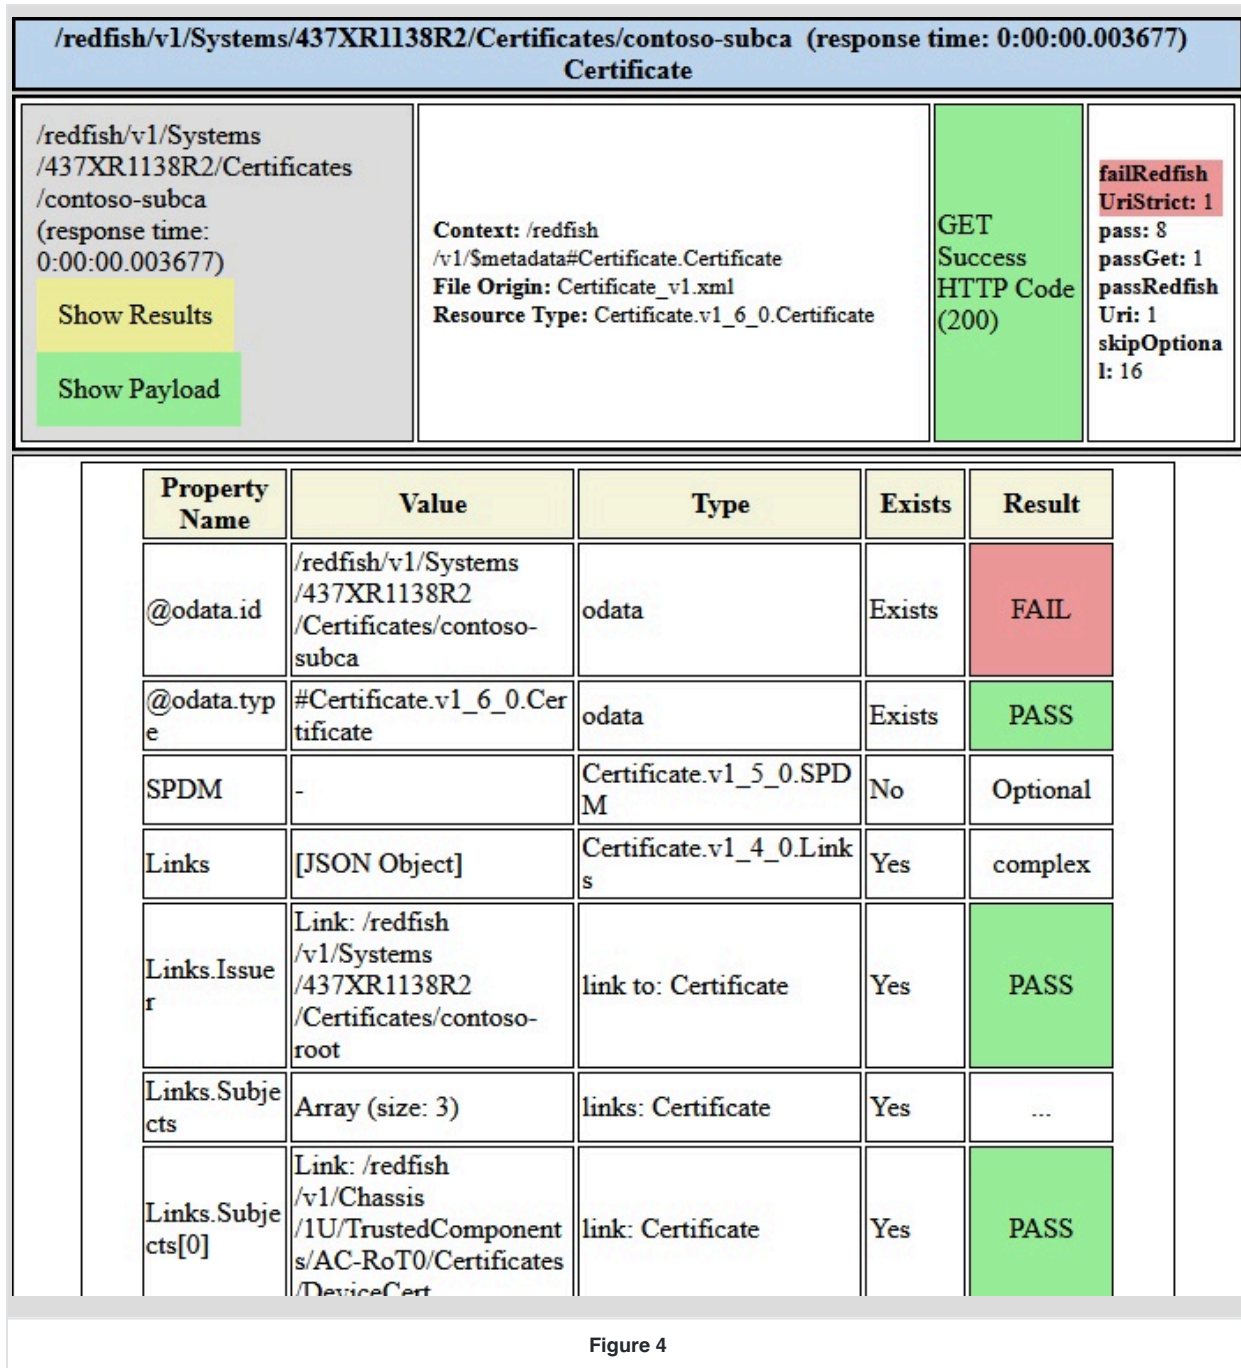 /redfish/v1/Systems/437XR1138R2/Certificates/contoso-subca (response time: 0:00:00.003677)
Certificate
/redfish/v1/Systems
/437XR1138R2/Certificates
/contoso-subca
(response time:
0:00:00.003677)
Show Results
Show Payload
Context: /redfish
/v1/$metadata#Certificate.Certificate
File Origin: Certificate_v1.xml
Resource Type: Certificate.v1_6_0.Certificate
GET
Success
HTTP Code
(200)
failRedfish
UriStrict: 1
pass: 8
passGet: 1
passRedfish
Uri: 1
skipOptiona
l: 16
Property
Name
Value
Type
Exists
Result
@odata.id
/redfish/v1/Systems
/437XR1138R2
/Certificates/contoso-
subca
odata
Exists
FAIL
@odata.typ
e
#Certificate.v1_6_0.Cer
tificate
odata
Exists
PASS
SPDM
-
Certificate.v1_5_0.SPD
M
No
Optional
Links
[JSON Object]
Certificate.v1_4_0.Link
s
Yes
complex
Links.Issue
r
Link: /redfish
/v1/Systems
/437XR1138R2
/Certificates/contoso-
root
link to: Certificate
Yes
PASS
Links.Subje
cts
Array (size: 3)
links: Certificate
Yes
...
Links.Subje
cts[0]
Link: /redfish
/v1/Chassis
/1U/TrustedComponent
s/AC-RoT0/Certificates
/DeviceCert
link: Certificate
Yes
PASS
Figure 4